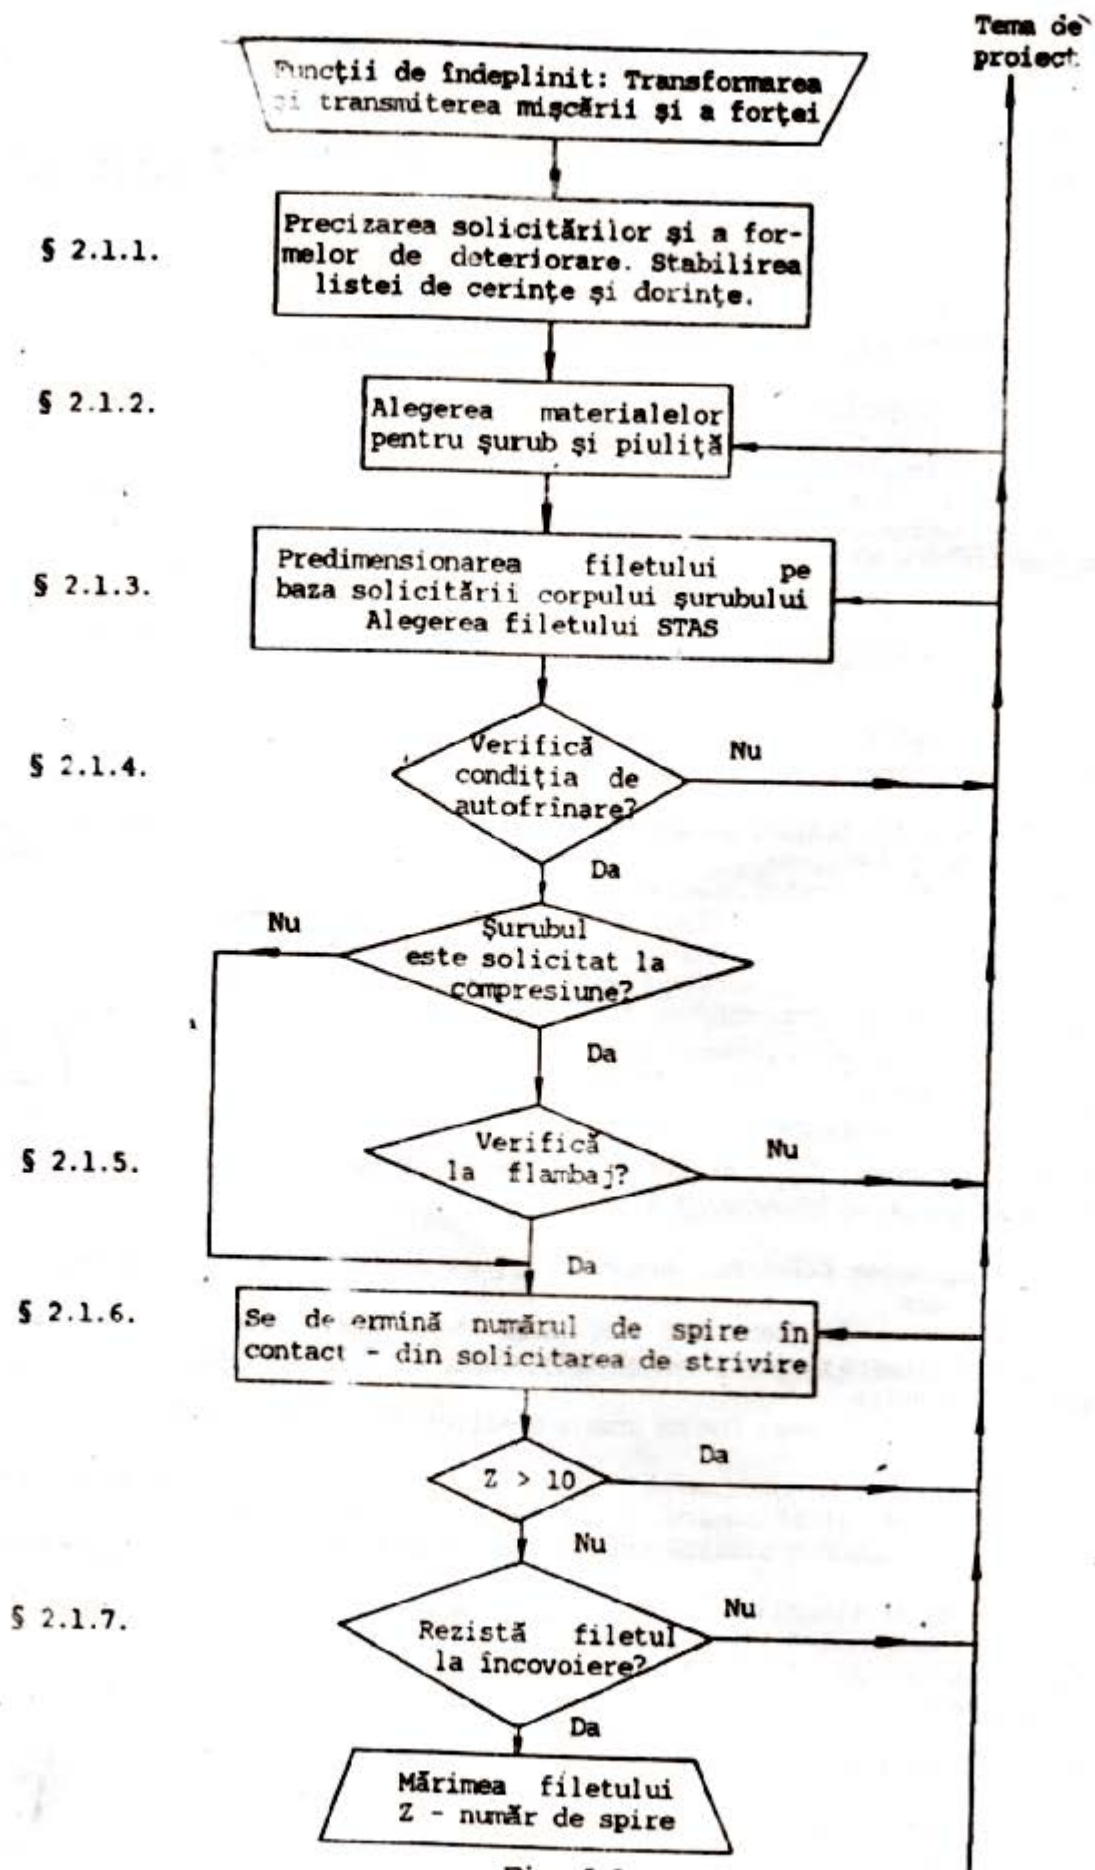 Tema de
proiect
Funcții de îndeplinit: Transformarea
și transmiterea mișcării și a forței
§ 2.1.1.
Precizarea solicitărilor și a for-
melor de deteriorare. Stabilirea
listei de cerințe și dorințe.
§ 2.1.2.
Alegerea materialelor
pentru șurub și piuliță
§ 2.1.3.
Predimensionarea filetului pe
baza solicitării corpului șurubului
Alegerea filetului STAS
§ 2.1.4.
Verifică
condiția de
autofrînare?
Nu
Da
Nu
Șurubul
este solicitat la
compresiune?
Da
§ 2.1.5.
Verifică
la flambaj?
Nu
Da
§ 2.1.6.
Se determină numărul de spire în
contact - din solicitarea de strivire
Z > 10
Da
Nu
§ 2.1.7.
Rezistă filetul
la încovoiere?
Nu
Da
Mărimea filetului
Z - număr de spire